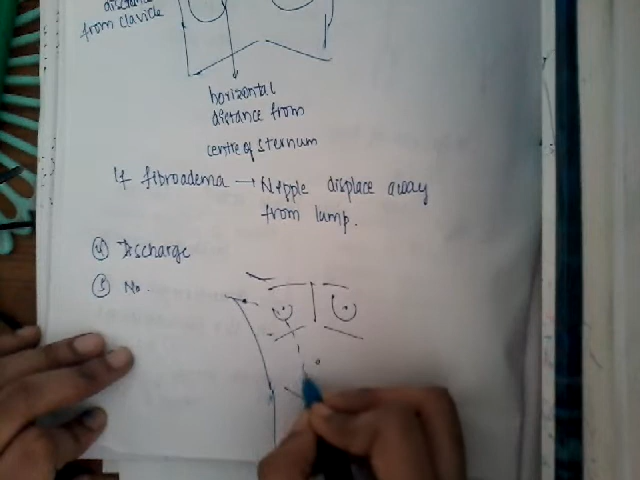 distance
from clavicle
horizontal
distance from
centre of sternum
If fibroadema → Nipple displace away
from lump.
④ Discharge
⑤ No.